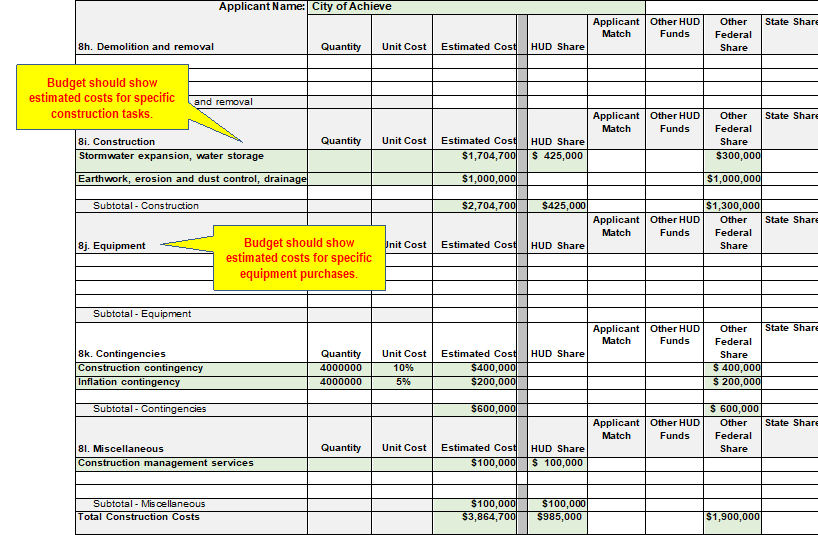 Applicant Name: City of Achieve
8h. Demolition and removal Quantity Unit Cost Estimated Cost HUD Share Applicant Match Other HUD Funds Other Federal Share State Share
and removal
Budget should show
estimated costs for specific
construction tasks.
8i. Construction Quantity Unit Cost Estimated Cost HUD Share Applicant Match Other HUD Funds Other Federal Share State Share
Stormwater expansion, water storage $1,704,700 $ 425,000 $300,000
Earthwork, erosion and dust control, drainage $1,000,000 $1,000,000
Subtotal - Construction $2,704,700 $425,000 $1,300,000
8j. Equipment Unit Cost Estimated Cost HUD Share Applicant Match Other HUD Funds Other Federal Share State Share
Budget should show
estimated costs for specific
equipment purchases.
Subtotal - Equipment
8k. Contingencies Quantity Unit Cost Estimated Cost HUD Share Applicant Match Other HUD Funds Other Federal Share State Share
Construction contingency 4000000 10% $400,000 $ 400,000
Inflation contingency 4000000 5% $200,000 $ 200,000
Subtotal - Contingencies $600,000 $ 600,000
8l. Miscellaneous Quantity Unit Cost Estimated Cost HUD Share Applicant Match Other HUD Funds Other Federal Share State Share
Construction management services $100,000 $ 100,000
Subtotal - Miscellaneous $100,000 $100,000
Total Construction Costs $3,864,700 $985,000 $1,900,000